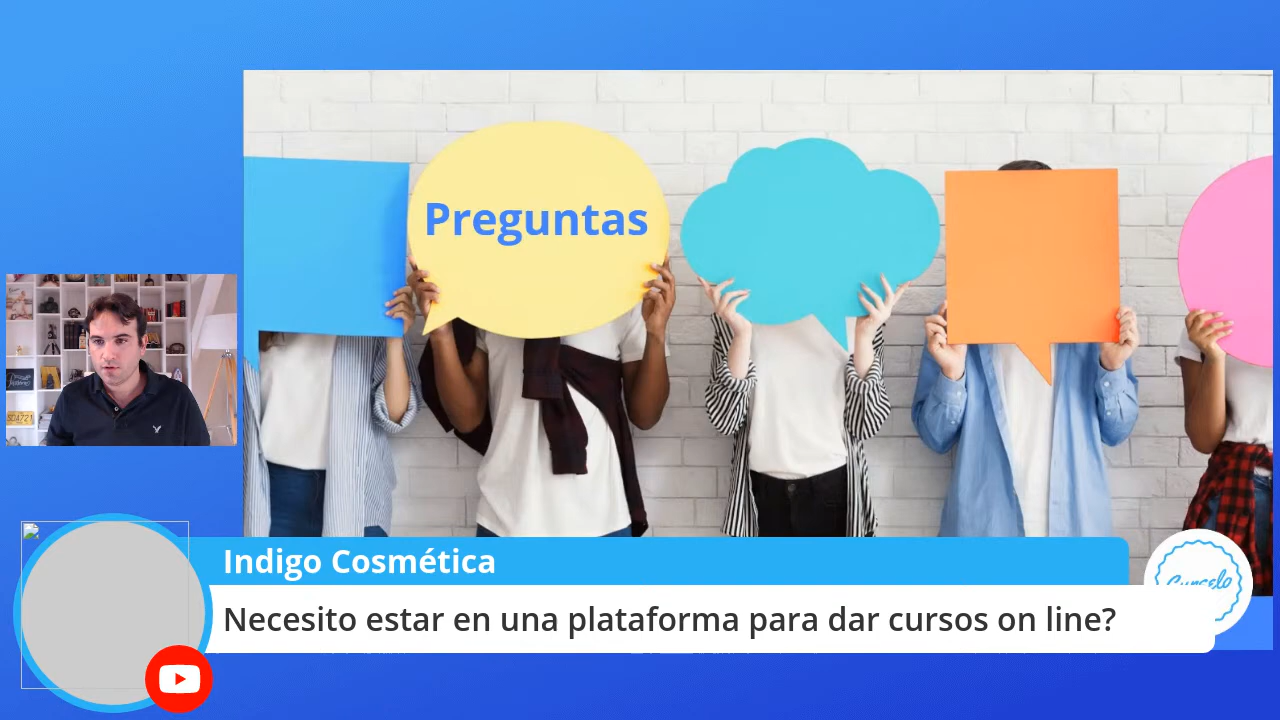 Preguntas
Indigo Cosmética
Necesito estar en una plataforma para dar cursos on line?